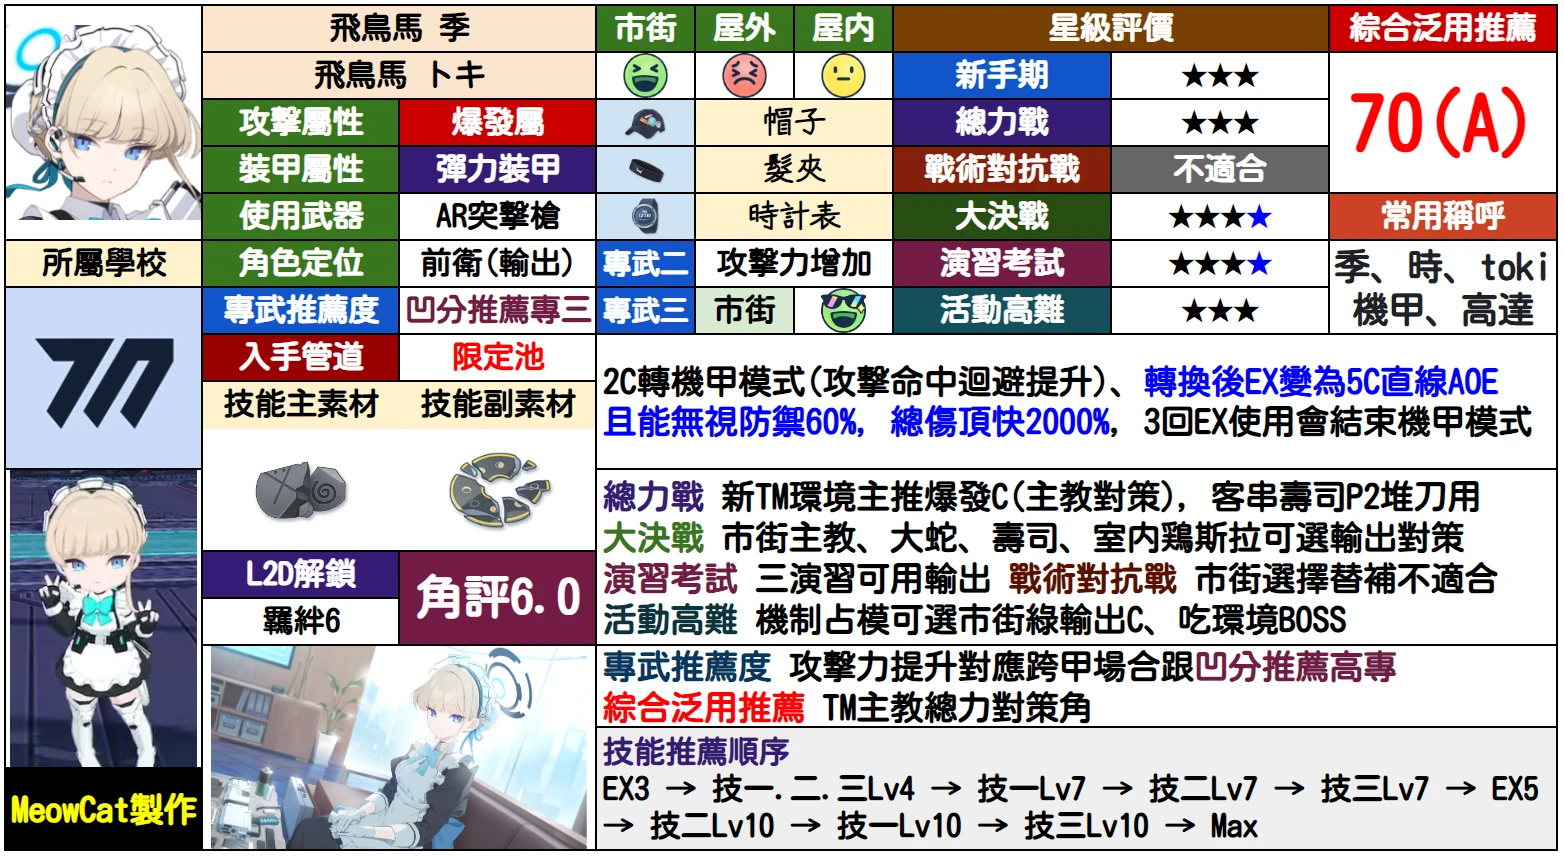 飛鳥馬 季
市街
屋外
屋内
星級評價
綜合泛用推薦
飛鳥馬 トキ
新手期
★★★
70(A)
攻擊屬性
爆發屬
帽子
總力戰
★★★
裝甲屬性
彈力裝甲
髮夾
戰術對抗戰
不適合
使用武器
AR突擊槍
時計表
大決戰
★★★★
常用稱呼
所屬學校
角色定位
前衛(輸出)
專武二
攻擊力增加
演習考試
★★★★
季、時、toki
機甲、高達
專武推薦度
凹分推薦專三
專武三
市街
活動高難
★★★
入手管道
限定池
2C轉機甲模式(攻擊命中迴避提升)、轉換後EX變為5C直線AOE
且能無視防禦60%, 總傷頂快2000%, 3回EX使用會結束機甲模式
技能主素材
技能副素材
總力戰 新TM環境主推爆發C(主教對策), 客串壽司P2堆刀用
大決戰 市街主教、大蛇、壽司、室内鶏斯拉可選輸出對策
演習考試 三演習可用輸出 戰術對抗戰 市街選擇替補不適合
活動高難 機制占模可選市街綠輸出C、吃環境BOSS
L2D解鎖
角評6.0
羈絆6
專武推薦度 攻擊力提升對應跨甲場合跟凹分推薦高專
綜合泛用推薦 TM主教總力對策角
技能推薦順序
EX3 → 技一.二.三Lv4 → 技一Lv7 → 技二Lv7 → 技三Lv7 → EX5
→ 技二Lv10 → 技一Lv10 → 技三Lv10 → Max
MeowCat製作